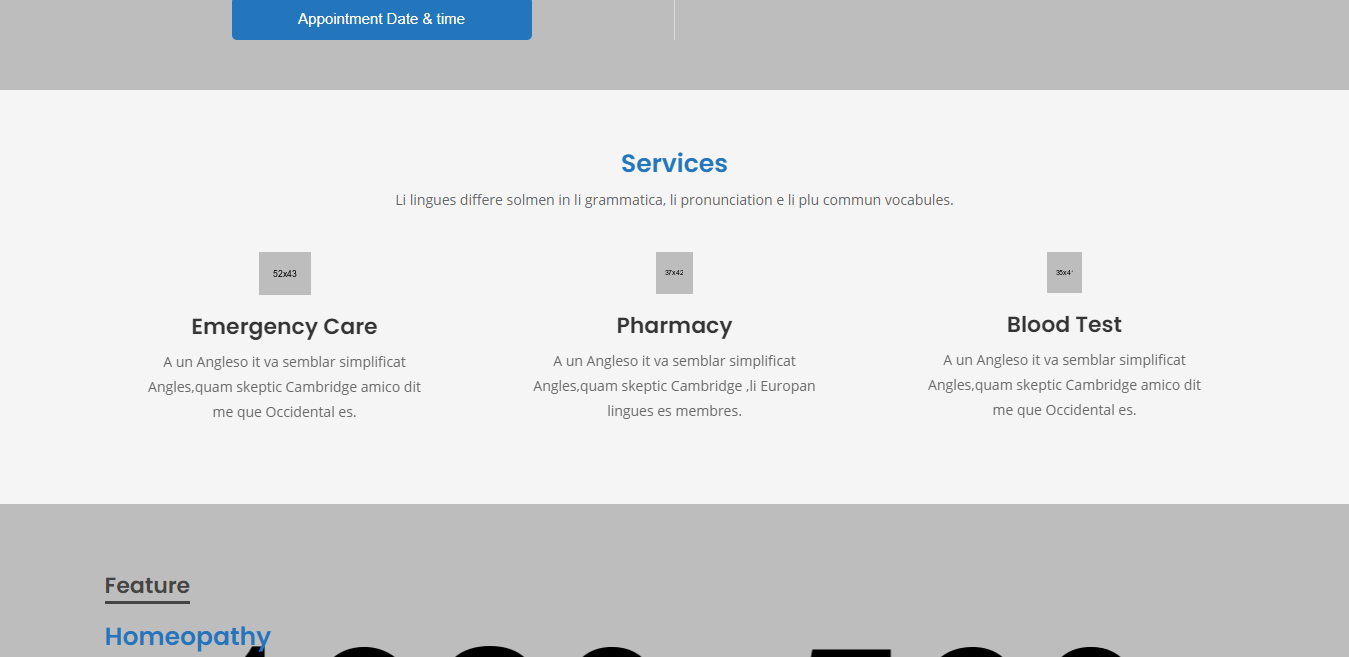 Appointment Date & time
Services
Li lingues differe solmen in li grammatica, li pronunciation e li plu commun vocabules.
52x43
Emergency Care
A un Angleso it va semblar simplificat
Angles,quam skeptic Cambridge amico dit
me que Occidental es.
37x42
Pharmacy
A un Angleso it va semblar simplificat
Angles,quam skeptic Cambridge ,li Europan
lingues es membres.
Blood Test
A un Angleso it va semblar simplificat
Angles,quam skeptic Cambridge amico dit
me que Occidental es.
Feature
Homeopathy